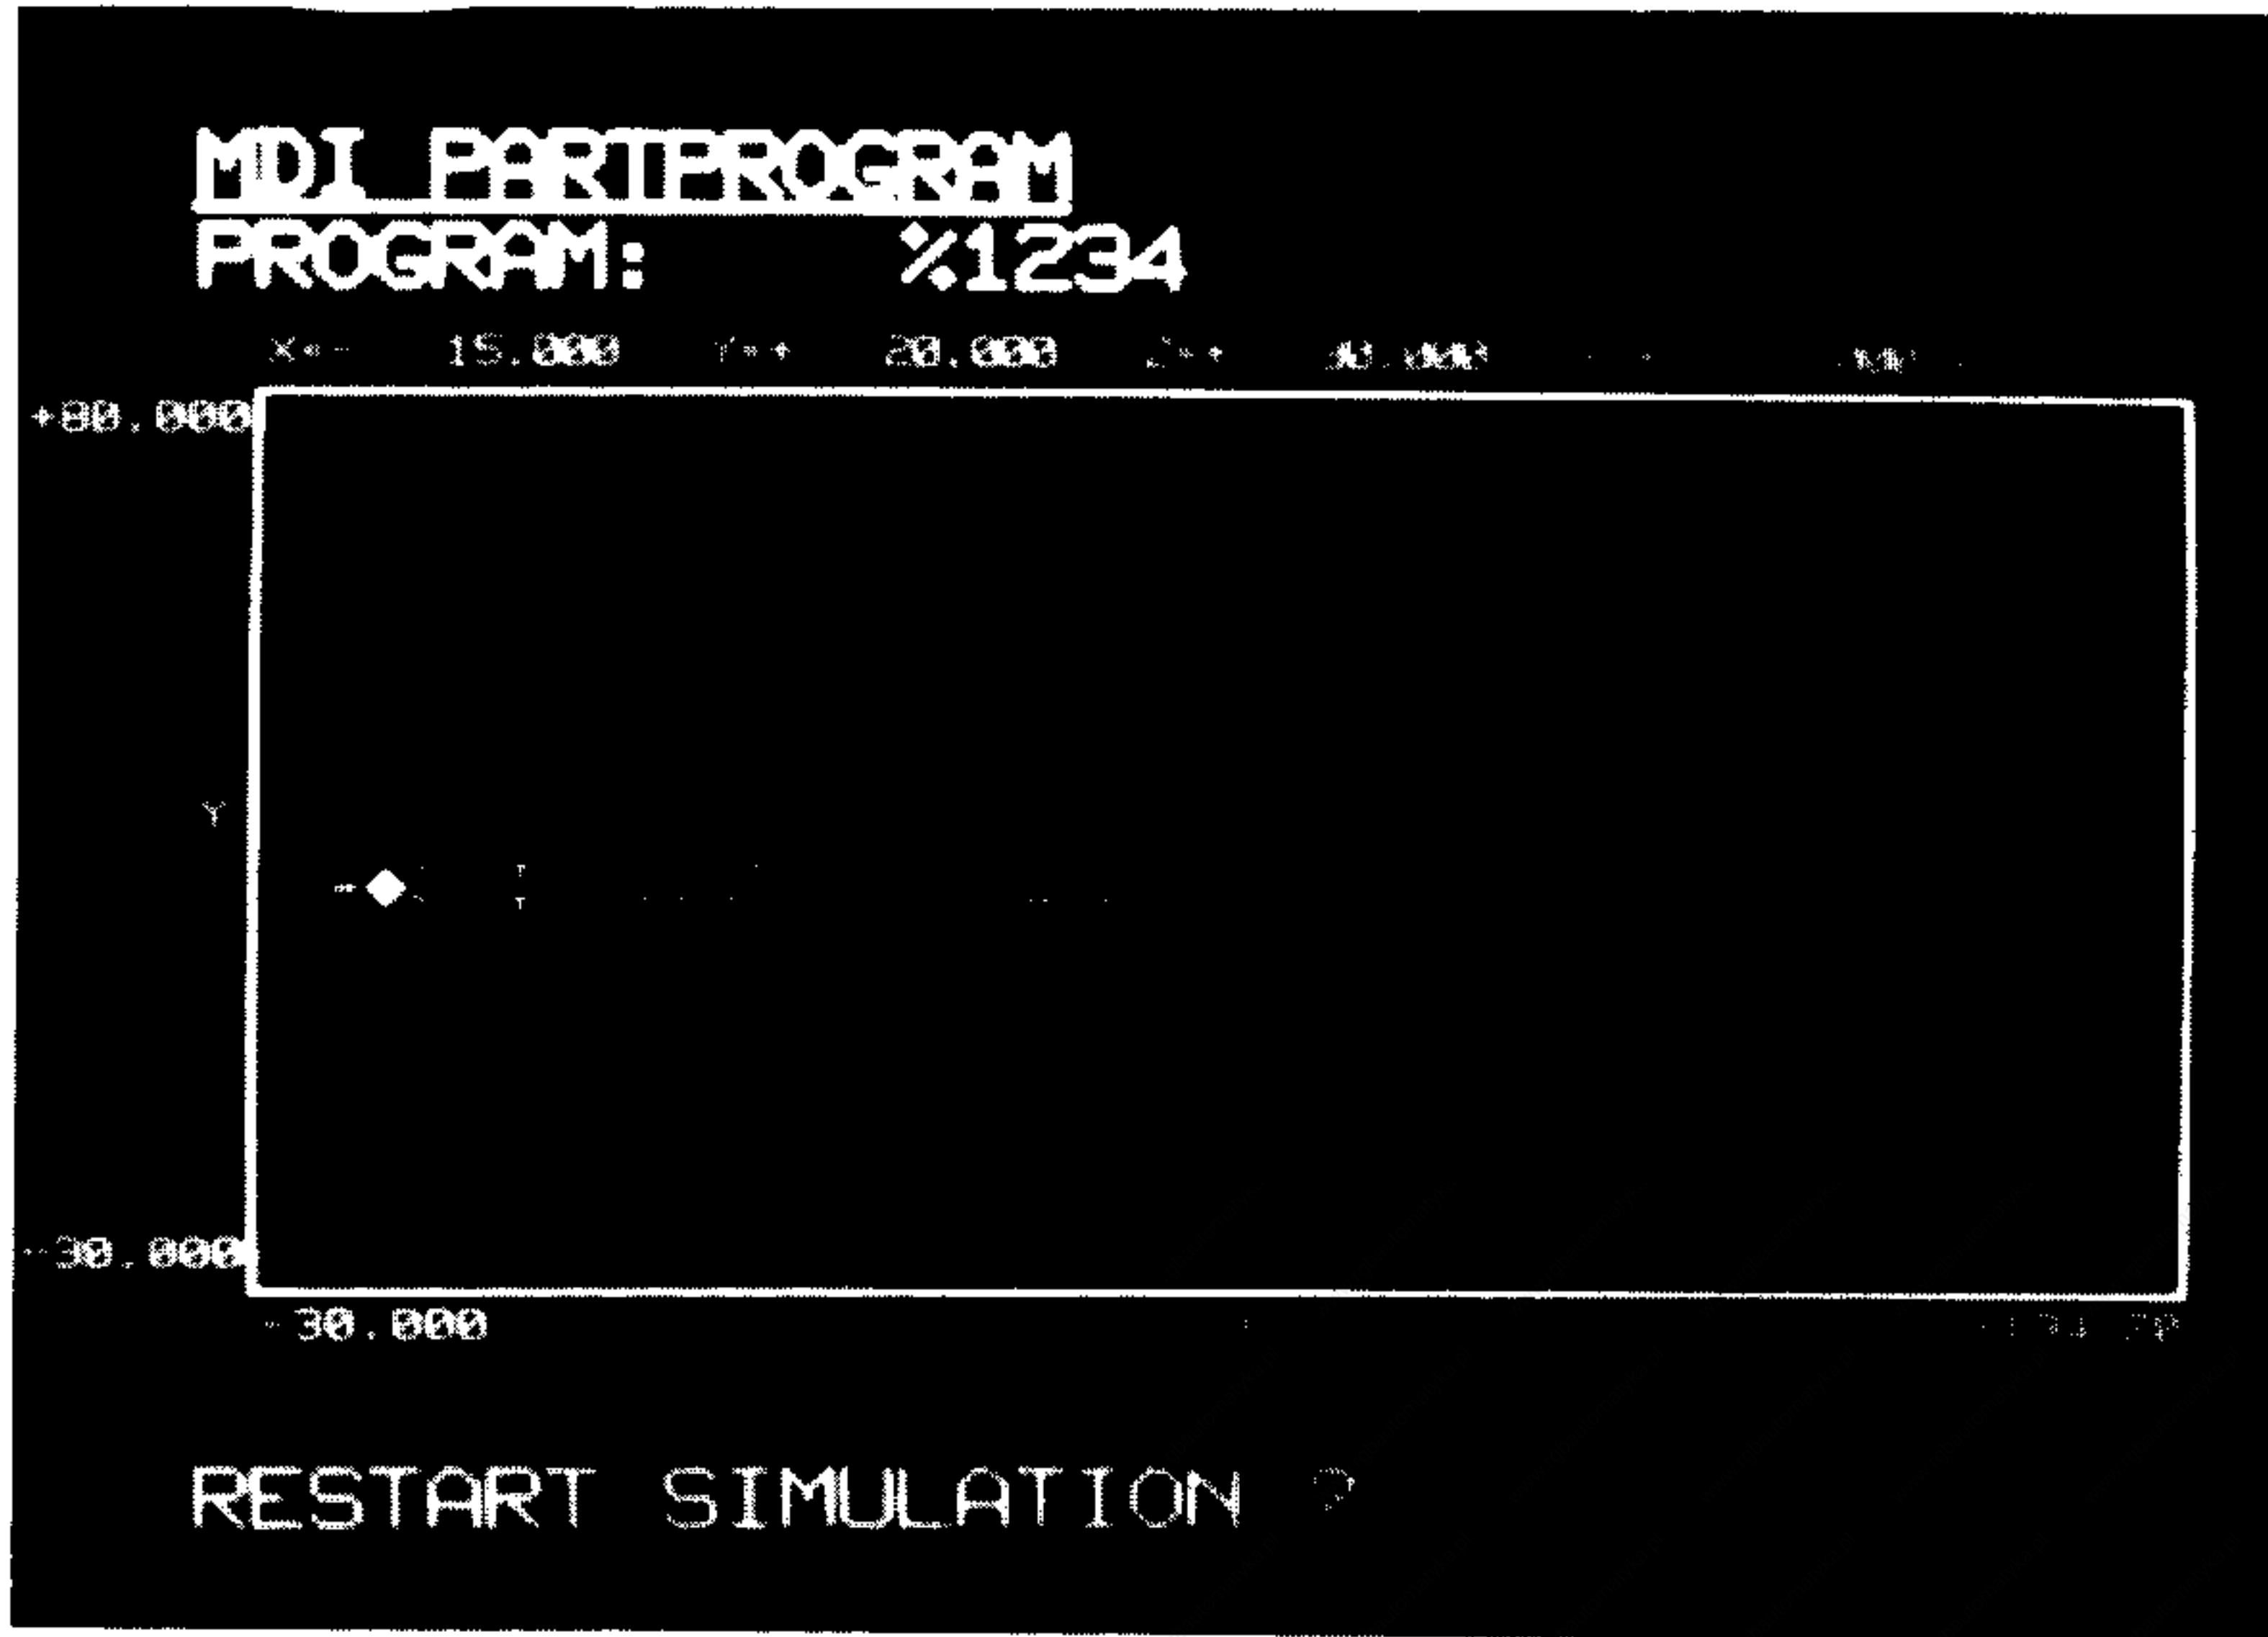 MDI PARTPROGRAM
PROGRAM: %1234
X=- 15.000 Y=+ 20.000 Z=+
+80.000
Y
-30.000
-30.000
RESTART SIMULATION ?